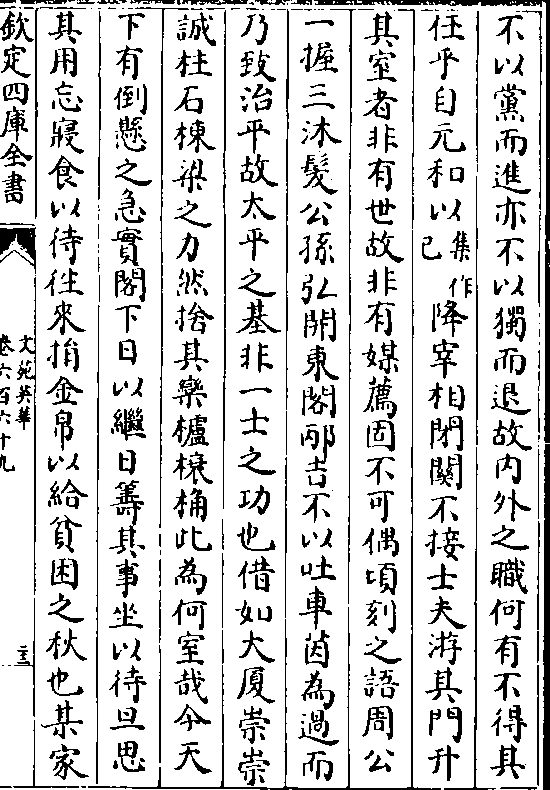 不以黨而進亦不以獨而退故内外之職何有不得其
任乎自元和以集作已降宰相閉關不接士夫游其門升
其室者非有世故非有媒薦固不可偶頃刻之語周公
一握三沐髮公孫弘開東閣邴吉不以吐車茵為過而
乃致治平故太平之基非一士之功也借如大厦崇崇
誠柱石棟梁之力然捨其欒櫨榱桷此為何室哉今天
下有倒懸之急實閣下日以繼日籌其事坐以待旦思
其用忘寢食以待往來捐金帛以給貧困之秋也某家
欽定四庫全書
文苑英華
卷六百六十九
二十三